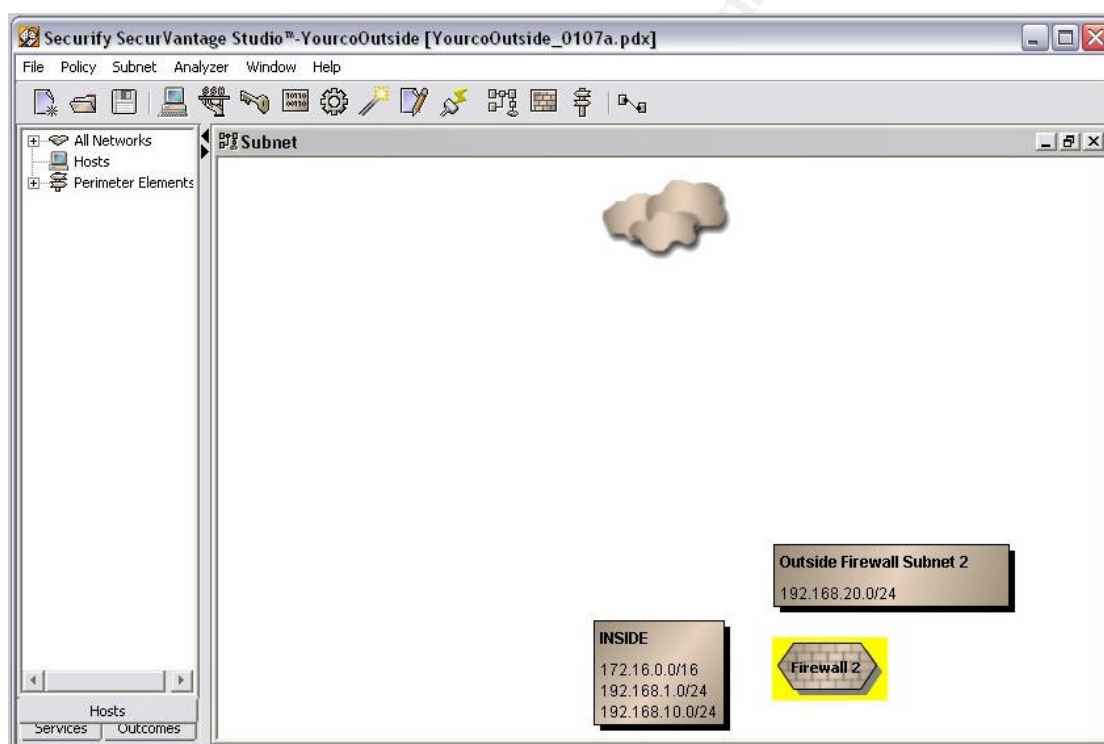 Securify SecurVantage Studio™-YourcoOutside [YourcoOutside_0107a.pdx]
File Policy Subnet Analyzer Window Help
All Networks
Hosts
Perimeter Elements
Subnet
Outside Firewall Subnet 2
192.168.20.0/24
INSIDE
172.16.0.0/16
192.168.1.0/24
192.168.10.0/24
Firewall 2
Hosts
Services Outcomes